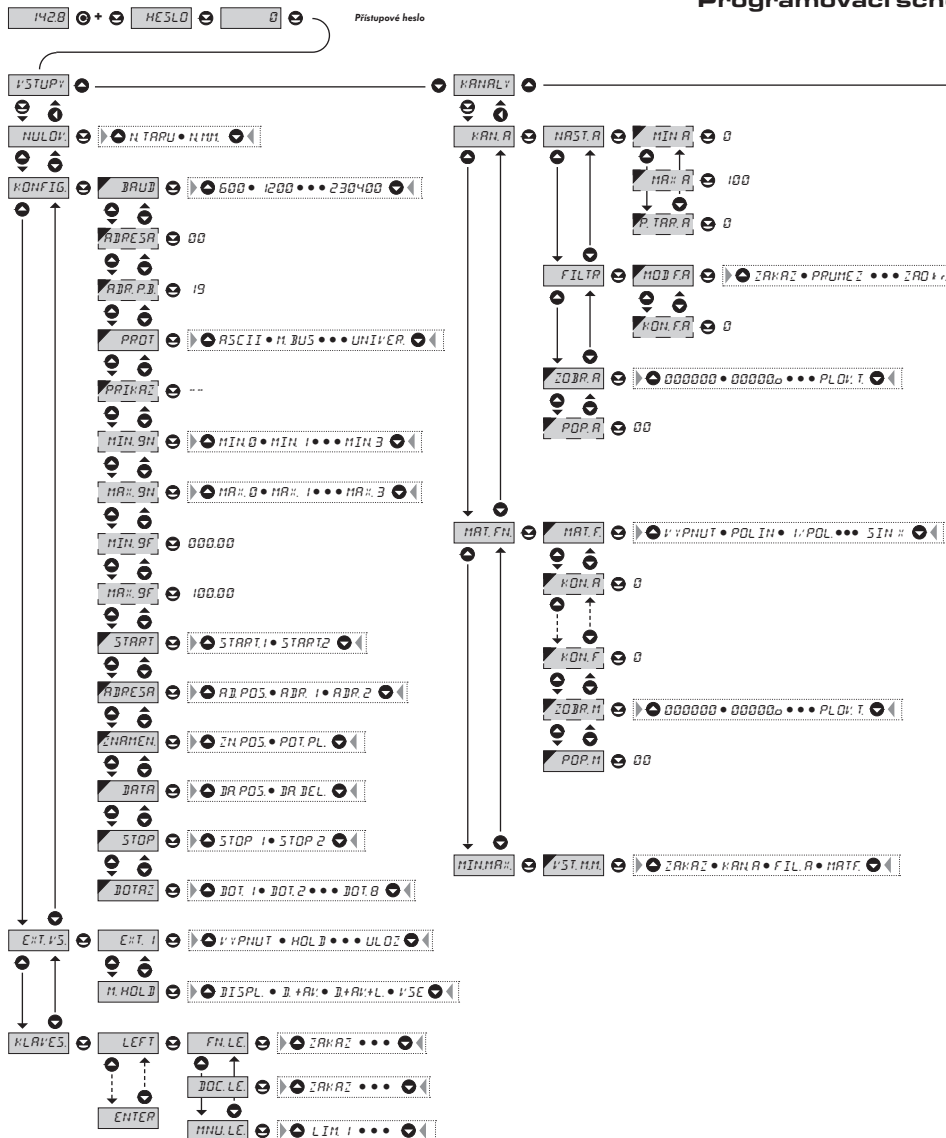 Programovací sch
142.8 + HESLO 0 Přístupové heslo
VSTUPY KANALY
NULOV. N.TARU • N.MM. KAN. A NAST. A MIN A 0
MAX A 100
P. TAR. A 0
KONFIG. BAUD 600 • 1200 ••• 230400
ADRESA 00
ADR. P.B. 19
PROT ASCII • M. BUS ••• UNIVER.
PRIKAZ --
MIN. 9N MIN. 0 • MIN. 1 ••• MIN. 3
MAX. 9N MAX. 0 • MAX. 1 ••• MAX. 3
MIN. 9F 000.00
MAX. 9F 100.00
START START. 1 • START.2
ADRESA AD. POS. • ADR. 1 • ADR. 2
ZNAMEN. ZN. POS. • POT. PL.
DATA DA. POS. • DA. DEL.
STOP STOP 1 • STOP 2
DOTAZ DOT. 1 • DOT. 2 ••• DOT. 8
FILTR MOD F.A ZAKAZ • PRUMEZ •••
KON. F.A 0
ZOBR. A 000000 • 00000.0 ••• PLOV. T.
POP. A 00
MAT. FN. MAT. F. VYPNUT • POLIN • 1/POL. ••• SIN X
KON. A 0
KON. F 0
ZOBR. M 000000 • 00000.0 ••• PLOV. T.
POP. M 00
MIN.MAX. VST. M.M. ZAKAZ • KAN. A • FIL. A • MAT.F.
EXT. VS. EXT. 1 VYPNUT • HOLD ••• ULOZ
M. HOLD DISPL. • D. +AV. • D.+AV.+L. • VSE
KLAVES. LEFT FN. LE. ZAKAZ •••
DOC. LE. ZAKAZ •••
ENTER MNU. LE. LIM. 1 •••